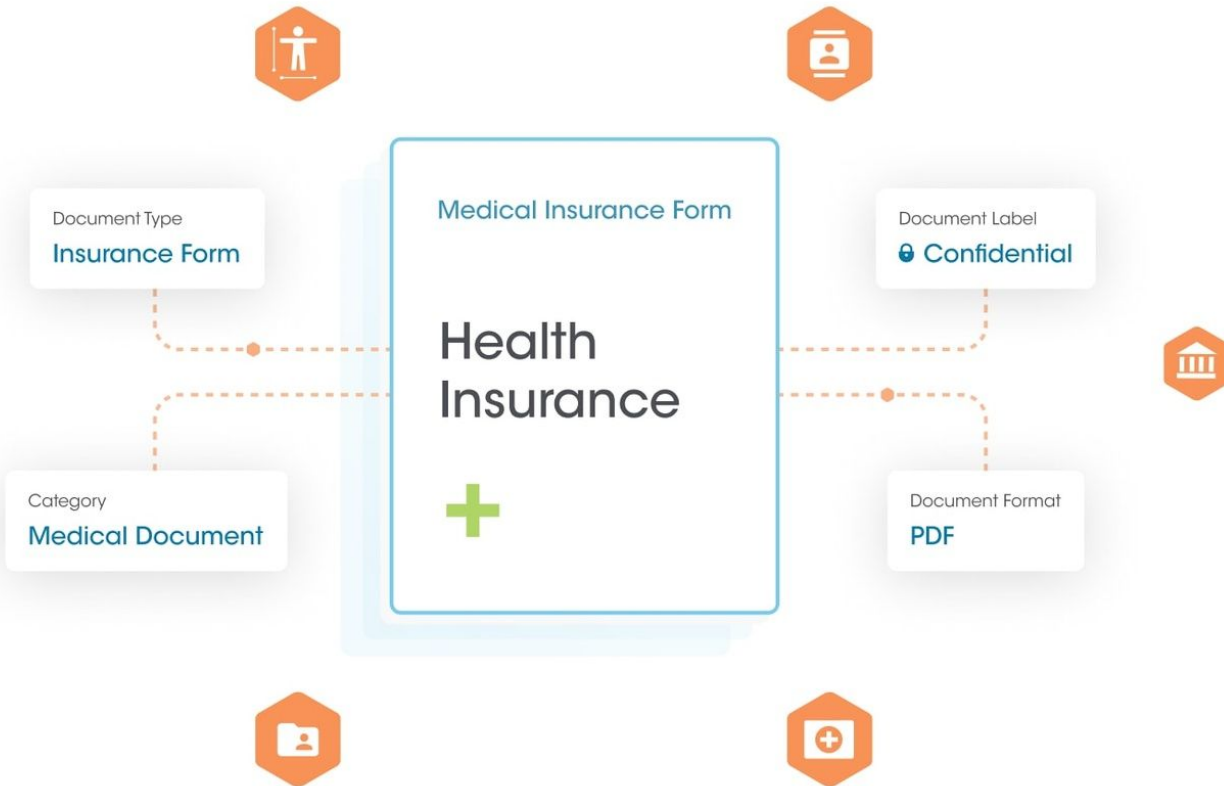 Medical Insurance Form
Document Type
Insurance Form
Document Label
Confidential
Health
Insurance
Category
Medical Document
Document Format
PDF